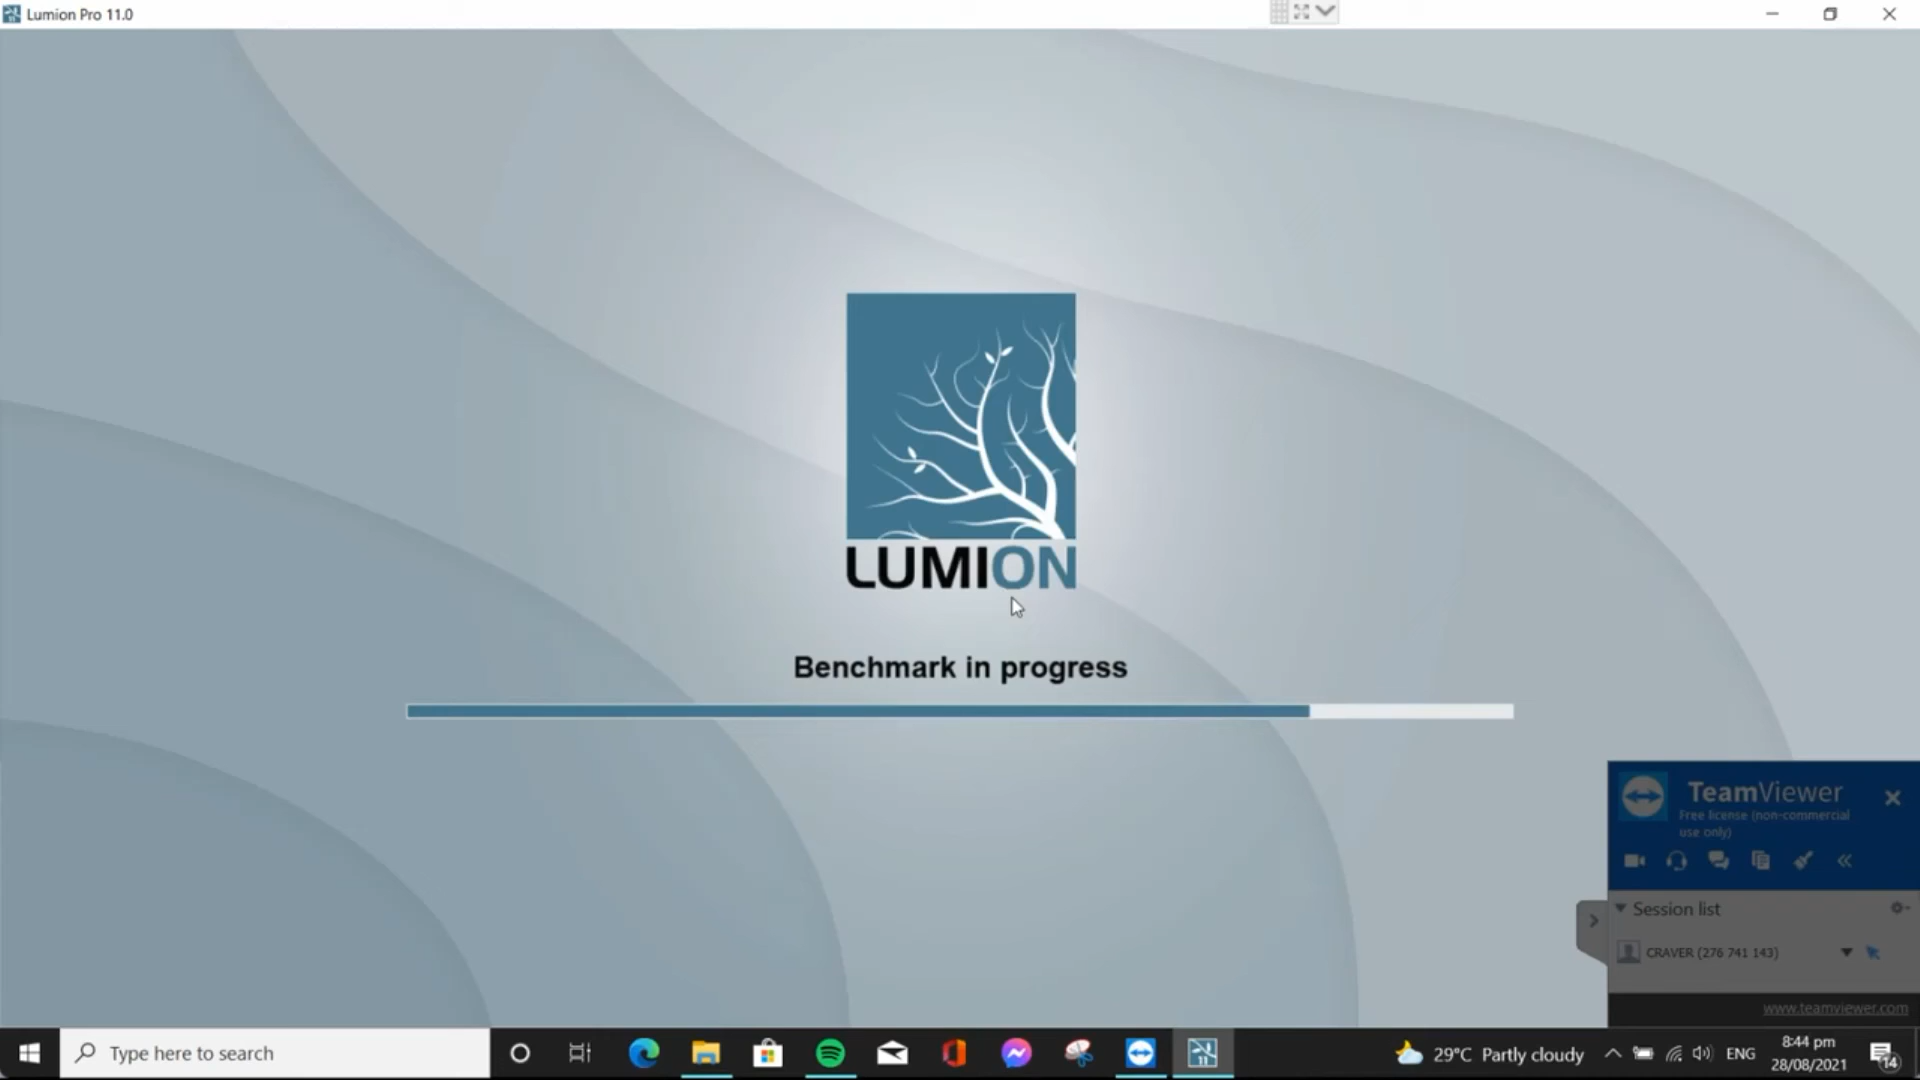 Lumion Pro 11.0
LUMION
Benchmark in progress
TeamViewer
Free license (non-commercial
use only)
Session list
CRAVER (276 741 143)
www.teamviewer.com
Type here to search
11
29°C Partly cloudy
ENG
8:44 pm
28/08/2021
14